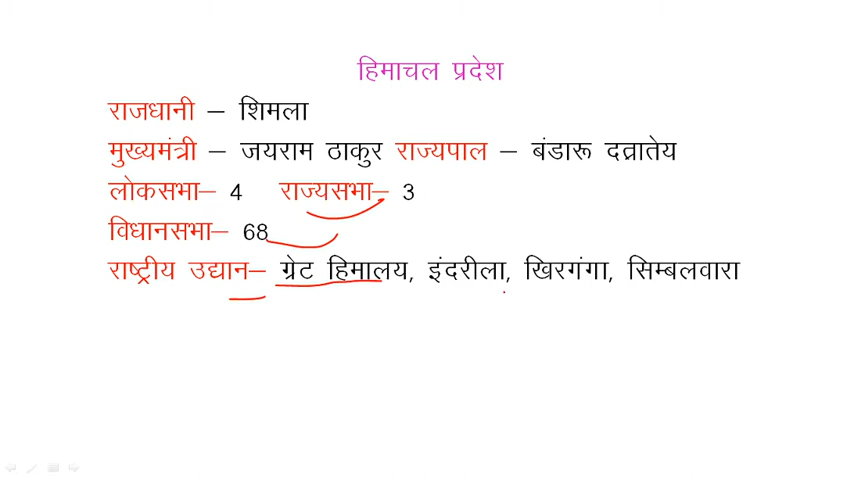 हिमाचल प्रदेश
राजधानी – शिमला
मुख्यमंत्री – जयराम ठाकुर राज्यपाल – बंडारू दत्रातेय
लोकसभा– 4 राज्यसभा– 3
विधानसभा– 68
राष्ट्रीय उद्यान– ग्रेट हिमालय, इंदरीला, खिरगंगा, सिम्बलवारा